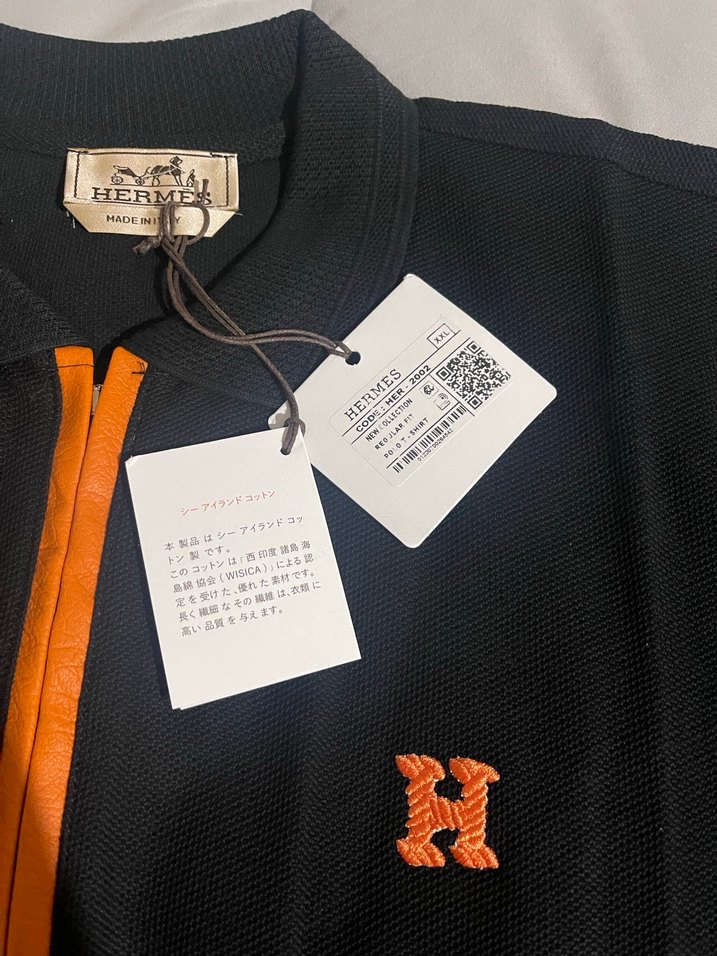 HERMES
MADE IN ITALY
HERMES
CODE : HER - 2002
XXL
NEW COLLECTION
REGULAR FIT
POLO T - SHIRT
シー アイランド コットン
本 製品 は シー アイランド コッ
トン 製 です。
この コットン は 「西 印度 諸島 海
島綿 協会 ( WISICA )」による 認
定 を 受け た 、優れ た 素材 です。
長く 繊細 な その 繊維 は、衣類 に
高い 品質 を 与え ます。
H